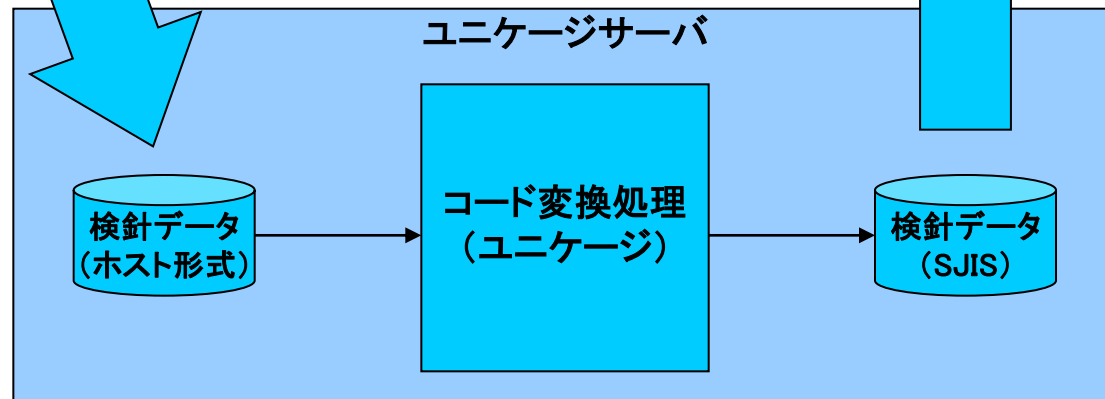 ユニケージサーバ
検針データ
（ホスト形式）
コード変換処理
（ユニケージ）
検針データ
（SJIS）